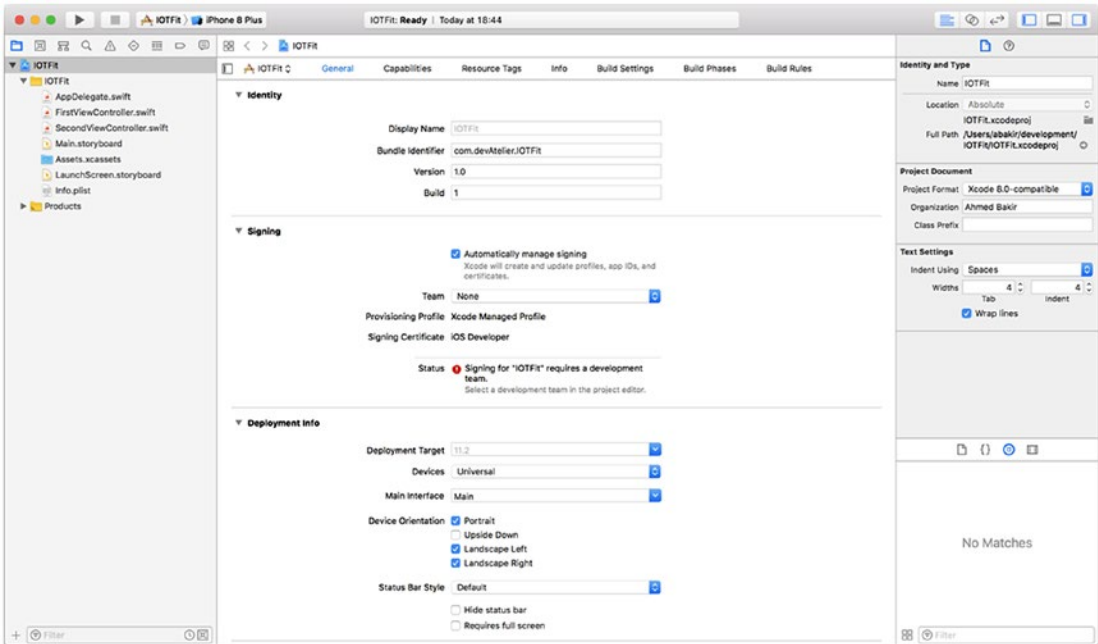 IOTFit
iPhone 8 Plus
IOTFit: Ready | Today at 18:44
IOTFit
IOTFit
AppDelegate.swift
FirstViewController.swift
SecondViewController.swift
Main.storyboard
Assets.xcassets
LaunchScreen.storyboard
Info.plist
Products
Filter
IOTFit
IOTFit General Capabilities Resource Tags Info Build Settings Build Phases Build Rules
Identity
Display Name IOTFit
Bundle Identifier com.devAtelier.IOTFit
Version 1.0
Build 1
Signing
Automatically manage signing
Xcode will create and update profiles, app IDs, and
certificates.
Team None
Provisioning Profile Xcode Managed Profile
Signing Certificate iOS Developer
Status Signing for "IOTFit" requires a development
team.
Select a development team in the project editor.
Deployment Info
Deployment Target 11.2
Devices Universal
Main Interface Main
Device Orientation Portrait
Upside Down
Landscape Left
Landscape Right
Status Bar Style Default
Hide status bar
Requires full screen
Identity and Type
Name IOTFit
Location Absolute
IOTFit.xcodeproj
Full Path /Users/abakir/development/
IOTFit/IOTFit.xcodeproj
Project Document
Project Format Xcode 8.0-compatible
Organization Ahmed Bakir
Class Prefix
Text Settings
Indent Using Spaces
Widths 4 4
Tab Indent
Wrap lines
No Matches
Filter